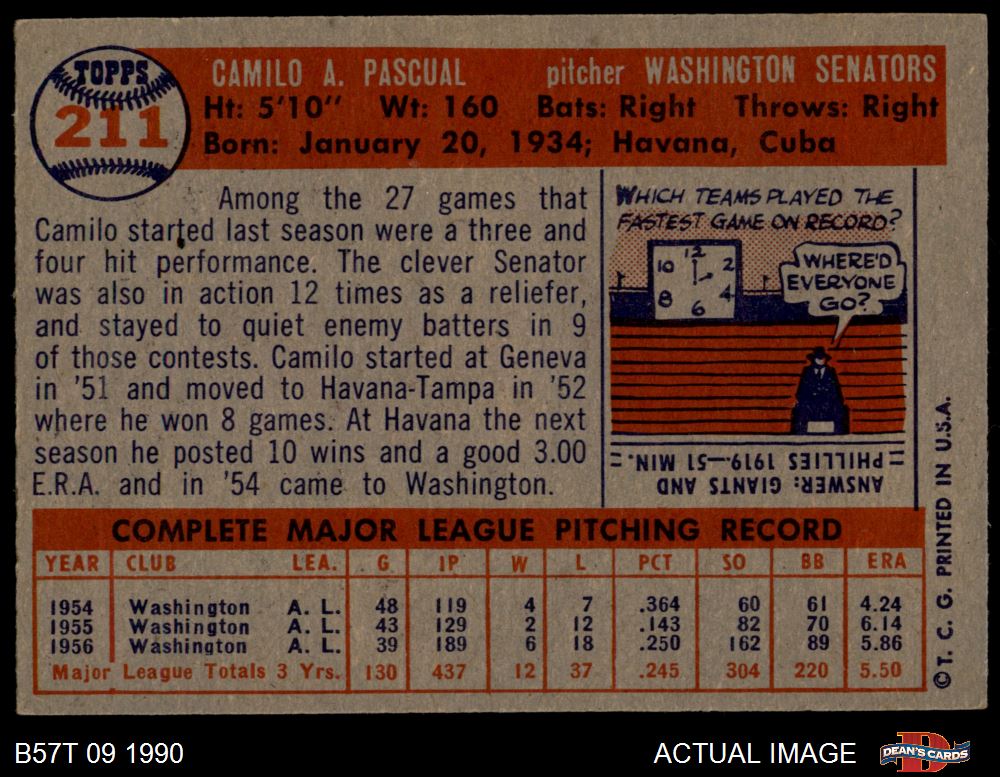 TOPPS
211
CAMILO A. PASCUAL pitcher WASHINGTON SENATORS
Ht: 5'10" Wt: 160 Bats: Right Throws: Right
Born: January 20, 1934; Havana, Cuba
Among the 27 games that
Camilo started last season were a three and
four hit performance. The clever Senator
was also in action 12 times as a reliefer,
and stayed to quiet enemy batters in 9
of those contests. Camilo started at Geneva
in '51 and moved to Havana-Tampa in '52
where he won 8 games. At Havana the next
season he posted 10 wins and a good 3.00
E.R.A. and in '54 came to Washington.
WHICH TEAMS PLAYED THE
FASTEST GAME ON RECORD?
12
10 2
8 4
6
WHERE'D
EVERYONE
GO?
ANSWER: GIANTS AND
PHILLIES 1919—51 MIN.
COMPLETE MAJOR LEAGUE PITCHING RECORD
YEAR CLUB LEA. G IP W L PCT SO BB ERA
1954 Washington A. L. 48 119 4 7 .364 60 61 4.24
1955 Washington A. L. 43 129 2 12 .143 82 70 6.14
1956 Washington A. L. 39 189 6 18 .250 162 89 5.86
Major League Totals 3 Yrs. 130 437 12 37 .245 304 220 5.50
© T. C. G. PRINTED IN U.S.A.
B57T 09 1990 ACTUAL IMAGE
D
DEAN'S CARDS